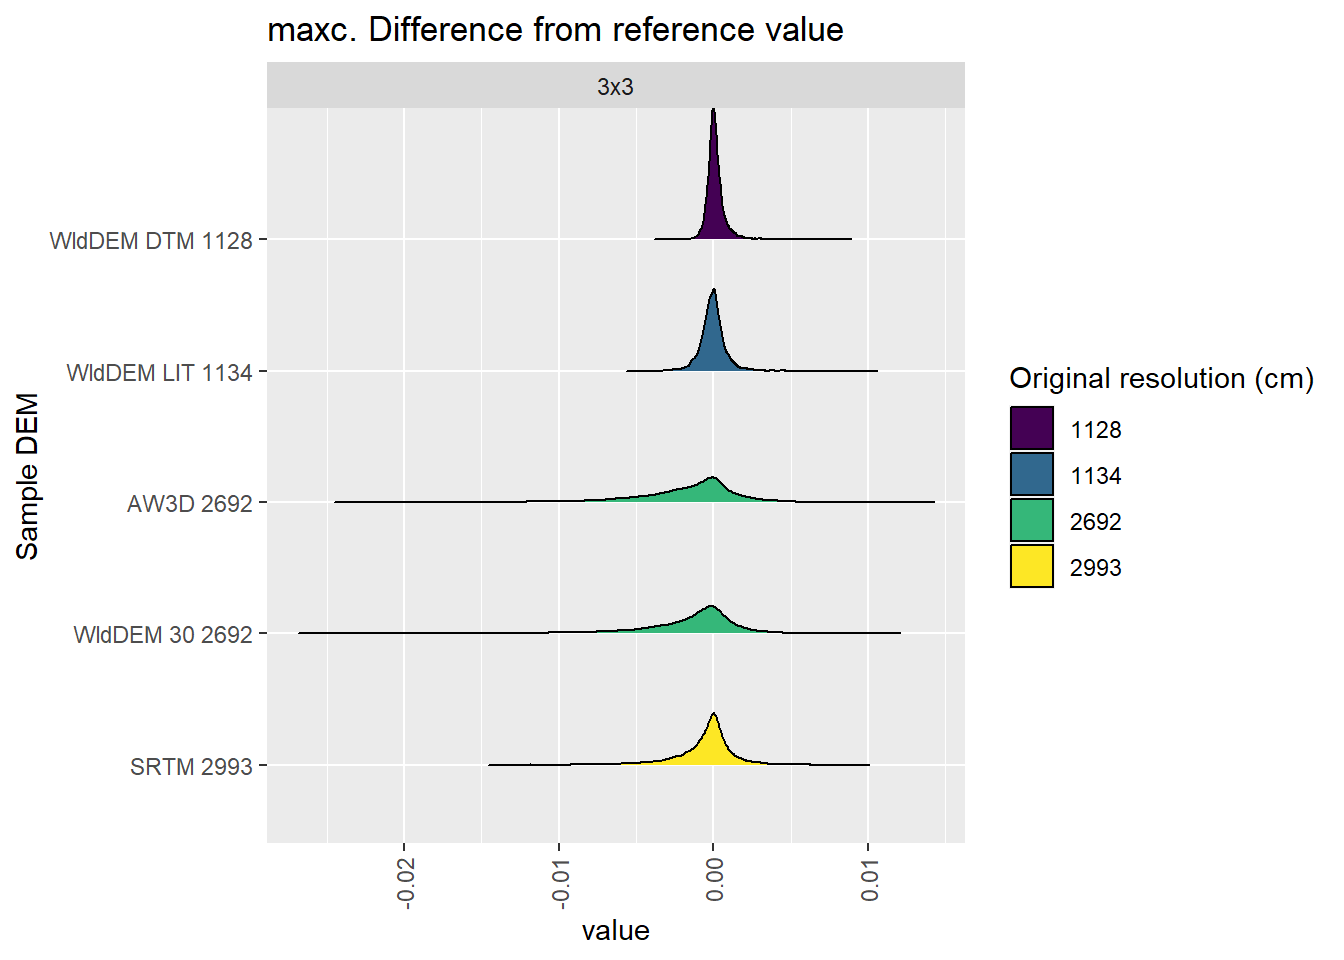 maxc. Difference from reference value
3x3
WldDEM DTM 1128
WldDEM LIT 1134
AW3D 2692
WldDEM 30 2692
SRTM 2993
Sample DEM
-0.02
-0.01
0.00
0.01
value
Original resolution (cm)
1128
1134
2692
2993